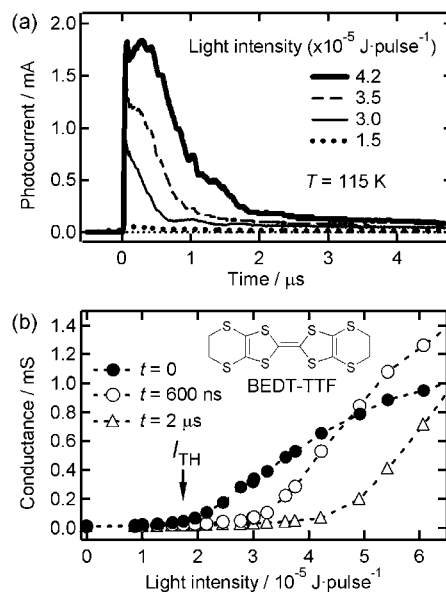 (a)
2.0
1.5
1.0
0.5
0.0
Photocurrent / mA
Light intensity (x10⁻⁵ J·pulse⁻¹)
4.2
3.5
3.0
1.5
T = 115 K
0
1
2
3
4
Time / μs
(b)
1.4
1.2
1.0
0.8
0.6
0.4
0.2
0.0
Conductance / mS
t = 0
t = 600 ns
t = 2 μs
I_TH
S
S
S
S
S
S
S
S
BEDT-TTF
0
1
2
3
4
5
6
Light intensity / 10⁻⁵ J·pulse⁻¹